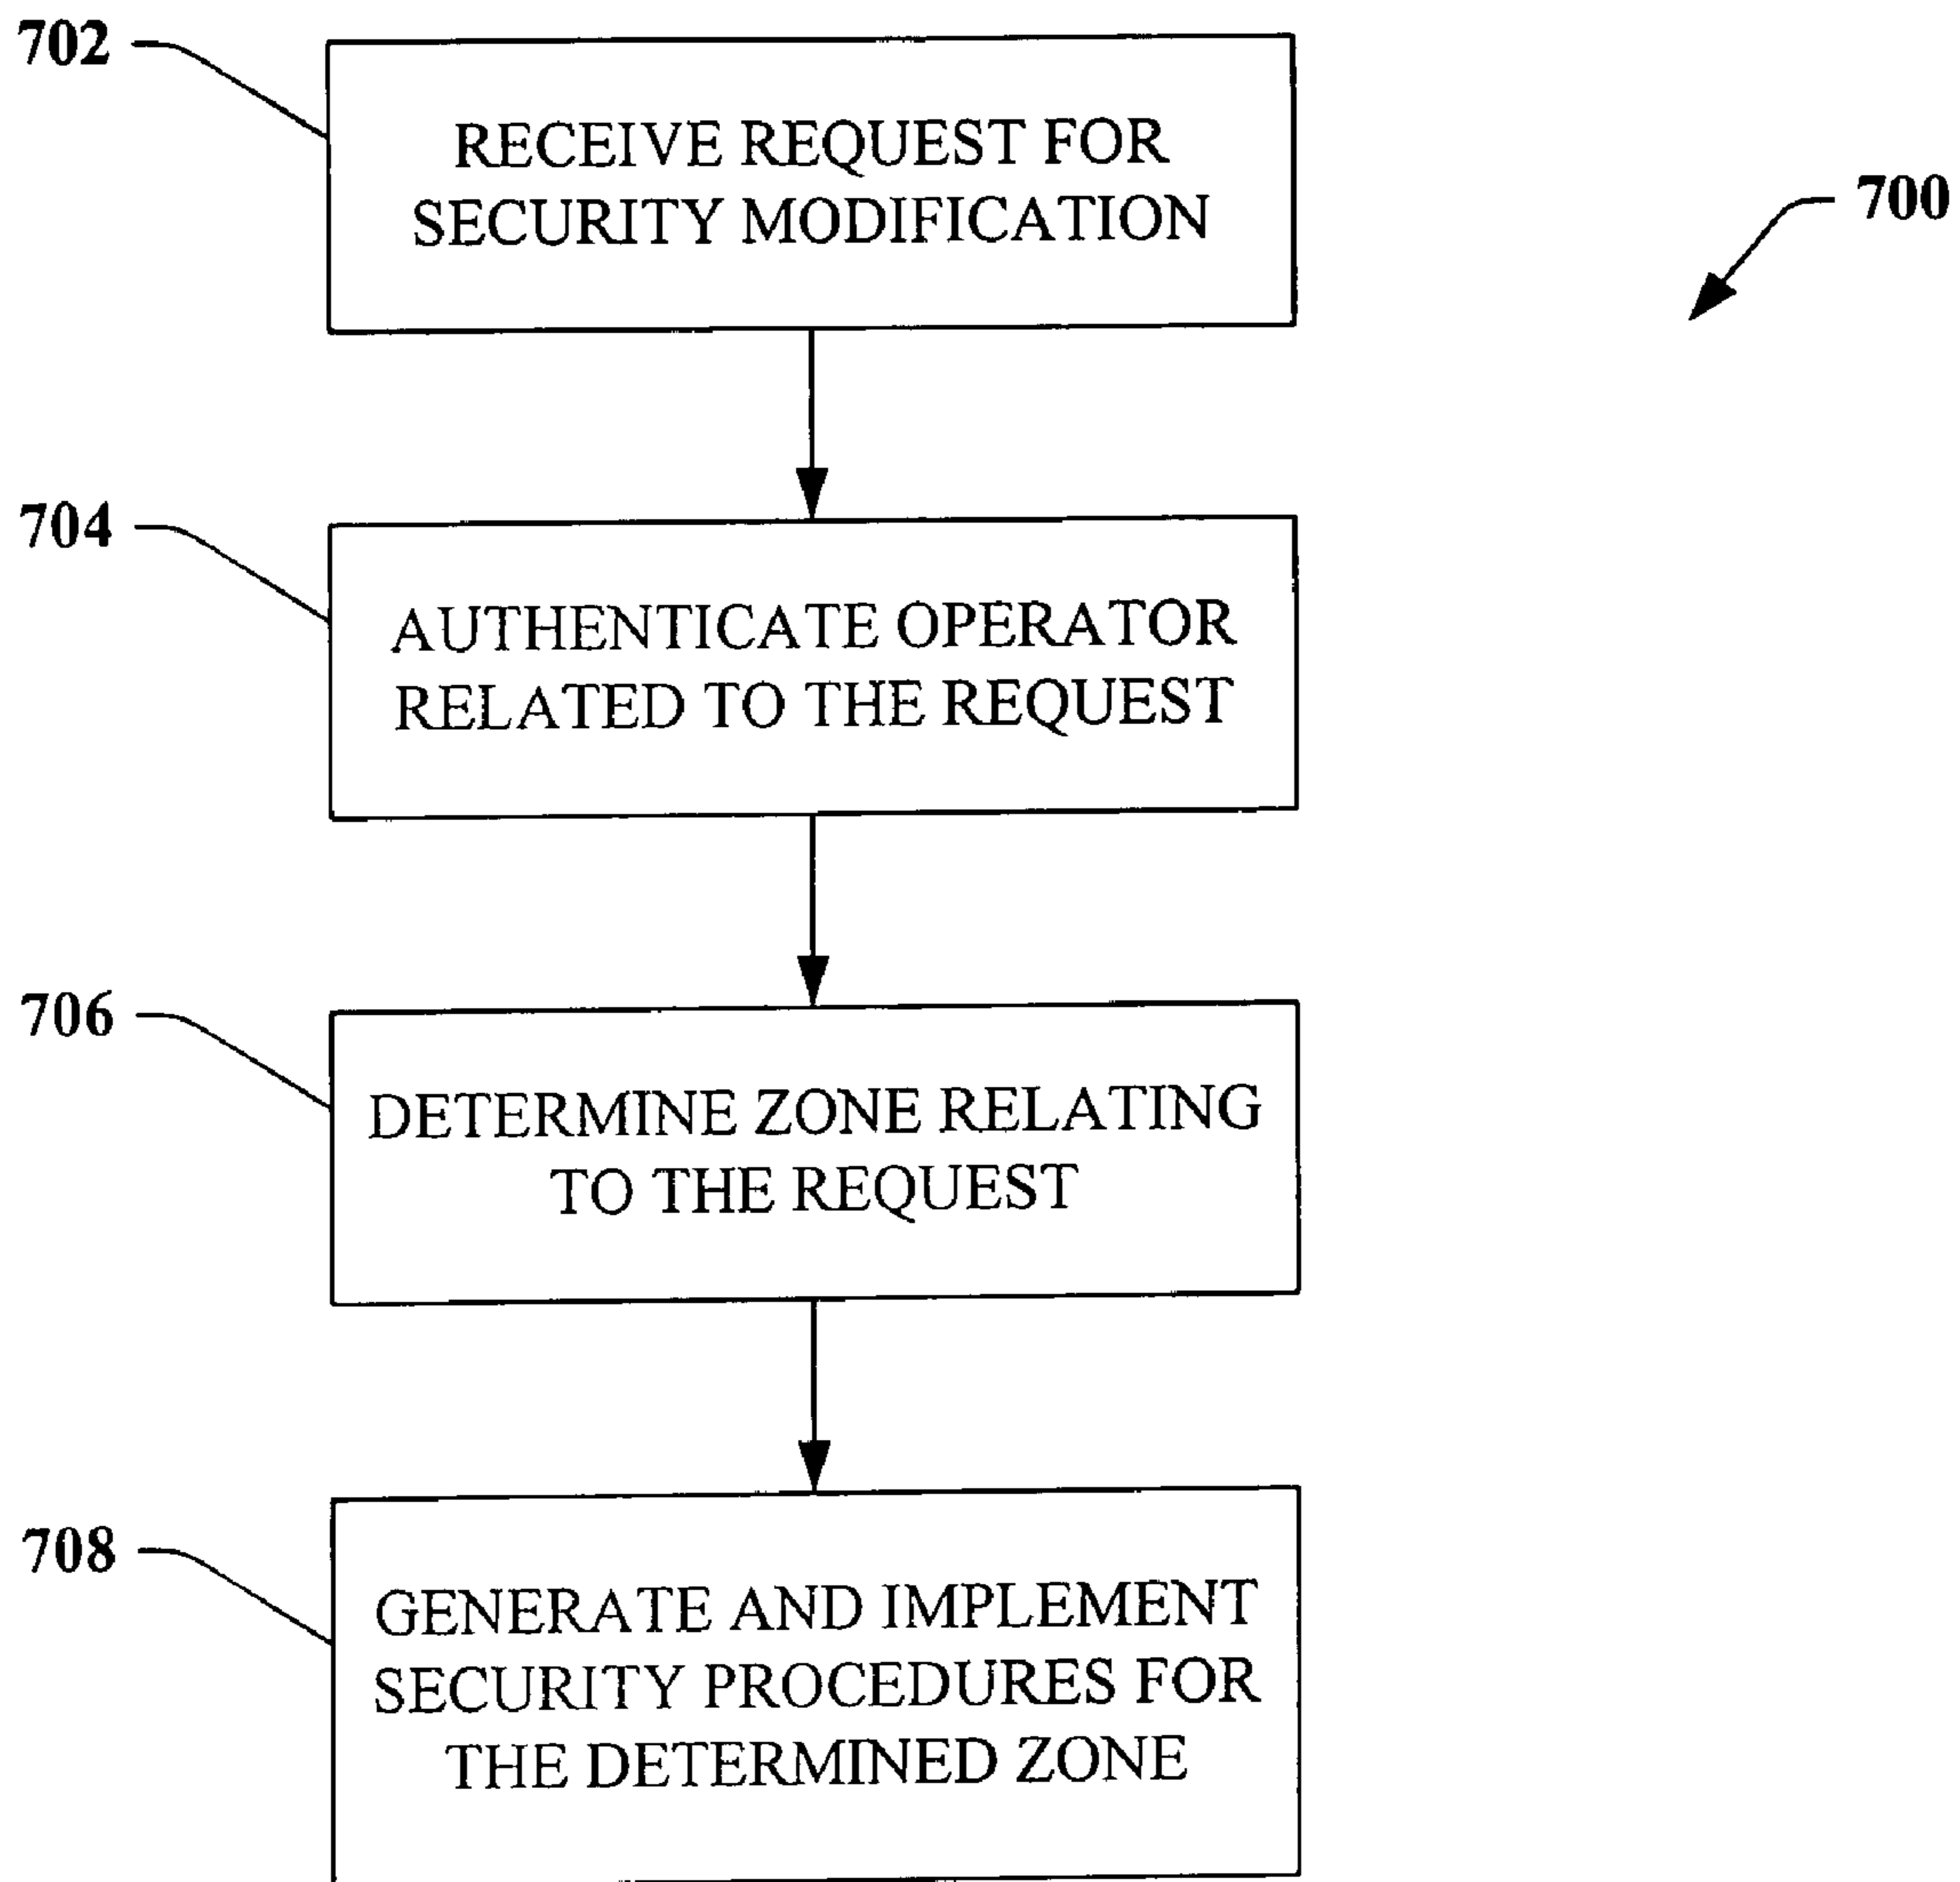 702
RECEIVE REQUEST FOR
SECURITY MODIFICATION
700
704
AUTHENTICATE OPERATOR
RELATED TO THE REQUEST
706
DETERMINE ZONE RELATING
TO THE REQUEST
708
GENERATE AND IMPLEMENT
SECURITY PROCEDURES FOR
THE DETERMINED ZONE